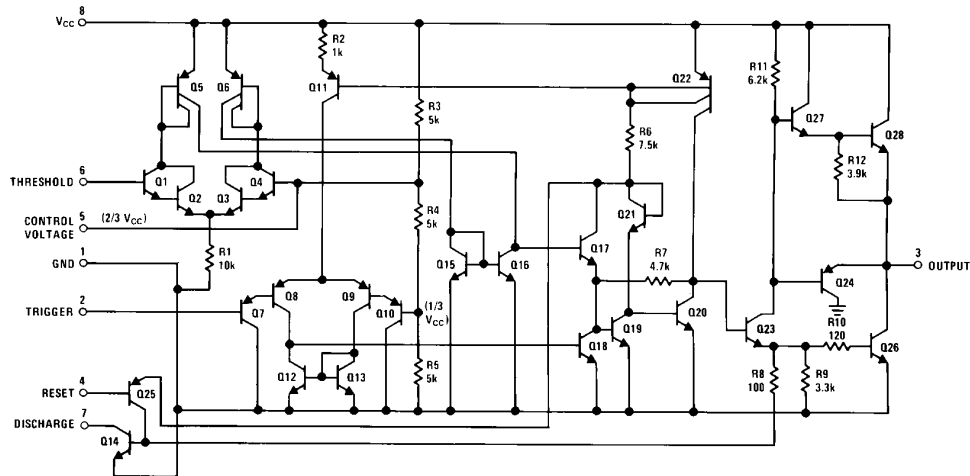 8
VCC
R2
1k
R11
6.2k
Q5
Q6
Q11
Q22
R3
5k
Q27
Q28
R6
7.5k
R12
3.9k
6
THRESHOLD
Q1
Q2
Q3
Q4
5
CONTROL
VOLTAGE
(2/3 VCC)
R4
5k
Q21
R1
10k
Q15
Q16
Q17
R7
4.7k
1
GND
3
OUTPUT
Q24
2
TRIGGER
Q7
Q8
Q9
Q10
(1/3
VCC)
Q18
Q19
Q20
Q23
R10
120
Q26
Q12
Q13
R5
5k
R8
100
R9
3.3k
4
RESET
Q25
7
DISCHARGE
Q14